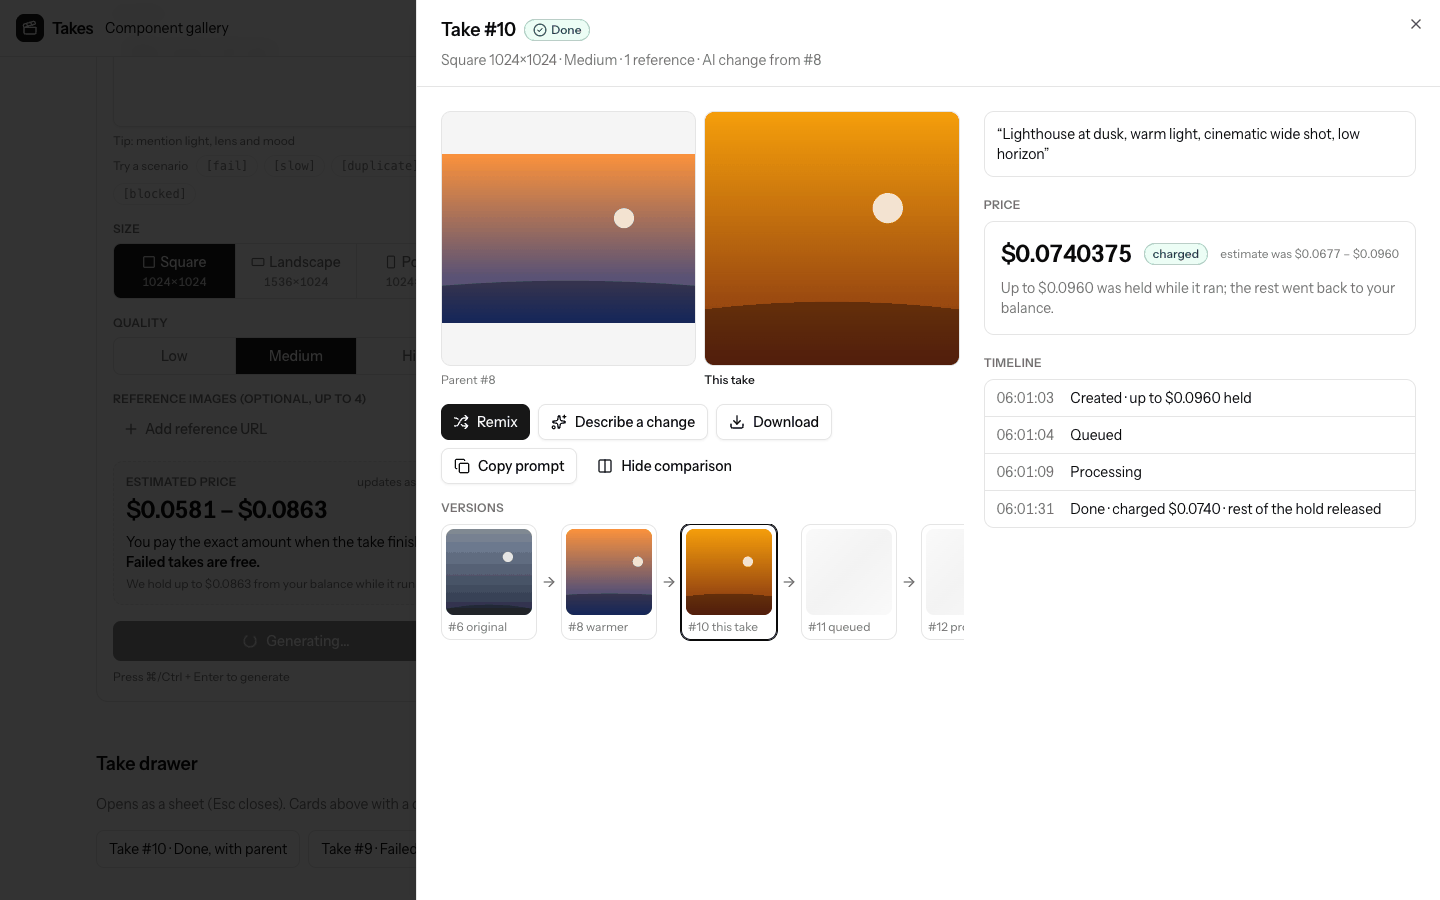 Takes Component gallery
Tip: mention light, lens and mood
Try a scenario [fail] [slow] [duplicate]
[blocked]
SIZE
Square
1024×1024
Landscape
1536×1024
QUALITY
Low
Medium
REFERENCE IMAGES (OPTIONAL, UP TO 4)
+ Add reference URL
ESTIMATED PRICE
updates as
$0.0581 – $0.0863
You pay the exact amount when the take
Failed takes are free.
We hold up to $0.0863 from your balance while it
Generating...
Press ⌘/Ctrl + Enter to generate
Take drawer
Opens as a sheet (Esc closes). Cards above with a
Take #10 · Done, with parent
Take #9 · Failed
Take #10
Done
Square 1024×1024 · Medium · 1 reference · AI change from #8
Parent #8
This take
Remix
Describe a change
Download
Copy prompt
Hide comparison
VERSIONS
#6 original
#8 warmer
#10 this take
#11 queued
#12
“Lighthouse at dusk, warm light, cinematic wide shot, low
horizon”
PRICE
$0.0740375
charged
estimate was $0.0677 – $0.0960
Up to $0.0960 was held while it ran; the rest went back to your
balance.
TIMELINE
06:01:03 Created · up to $0.0960 held
06:01:04 Queued
06:01:09 Processing
06:01:31 Done · charged $0.0740 · rest of the hold released